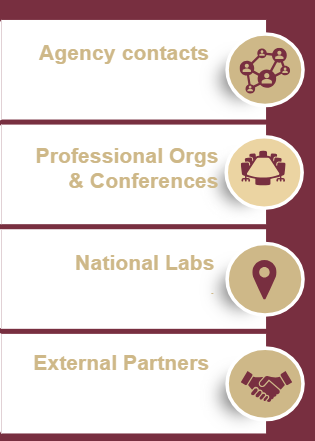 Agency contacts
Professional Orgs
& Conferences
National Labs
External Partners